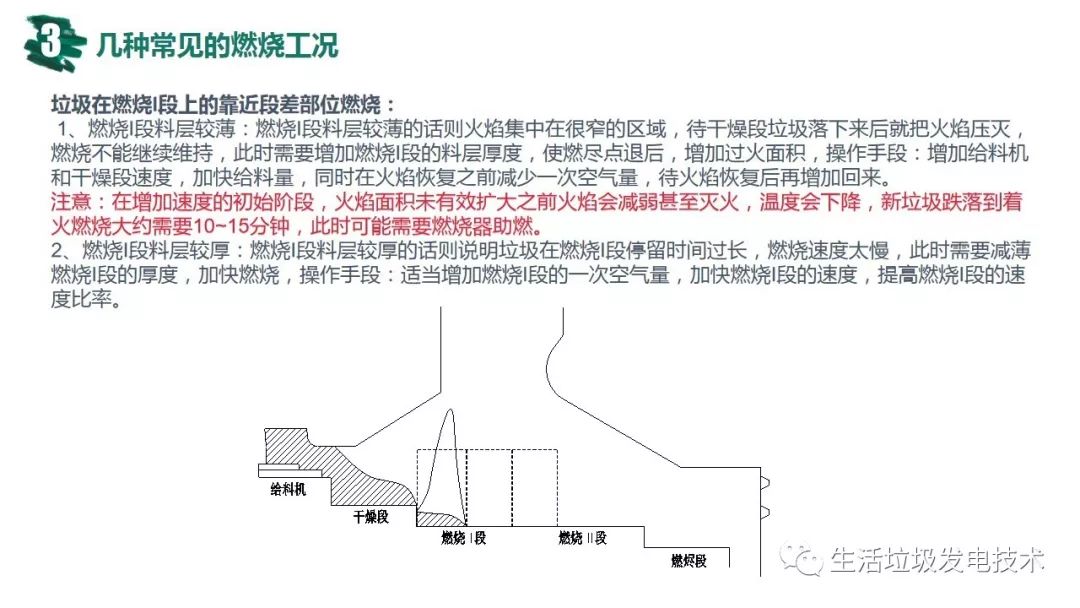 3 几种常见的燃烧工况
垃圾在燃烧Ⅰ段上的靠近段差部位燃烧：
1、燃烧Ⅰ段料层较薄：燃烧Ⅰ段料层较薄的话则火焰集中在很窄的区域，待干燥段垃圾落下来后就把火焰压灭，
燃烧不能继续维持，此时需要增加燃烧Ⅰ段的料层厚度，使燃尽点退后，增加过火面积，操作手段：增加给料机
和干燥段速度，加快给料量，同时在火焰恢复之前减少一次空气量，待火焰恢复后再增加回来。
注意：在增加速度的初始阶段，火焰面积未有效扩大之前火焰会减弱甚至灭火，温度会下降，新垃圾跌落到着
火燃烧大约需要10~15分钟，此时可能需要燃烧器助燃。
2、燃烧Ⅰ段料层较厚：燃烧Ⅰ段料层较厚的话则说明垃圾在燃烧Ⅰ段停留时间过长，燃烧速度太慢，此时需要减薄
燃烧Ⅰ段的厚度，加快燃烧，操作手段：适当增加燃烧Ⅰ段的一次空气量，加快燃烧Ⅰ段的速度，提高燃烧Ⅰ段的速
度比率。
给料机
干燥段
燃烧Ⅰ段
燃烧Ⅱ段
燃烬段
生活垃圾发电技术